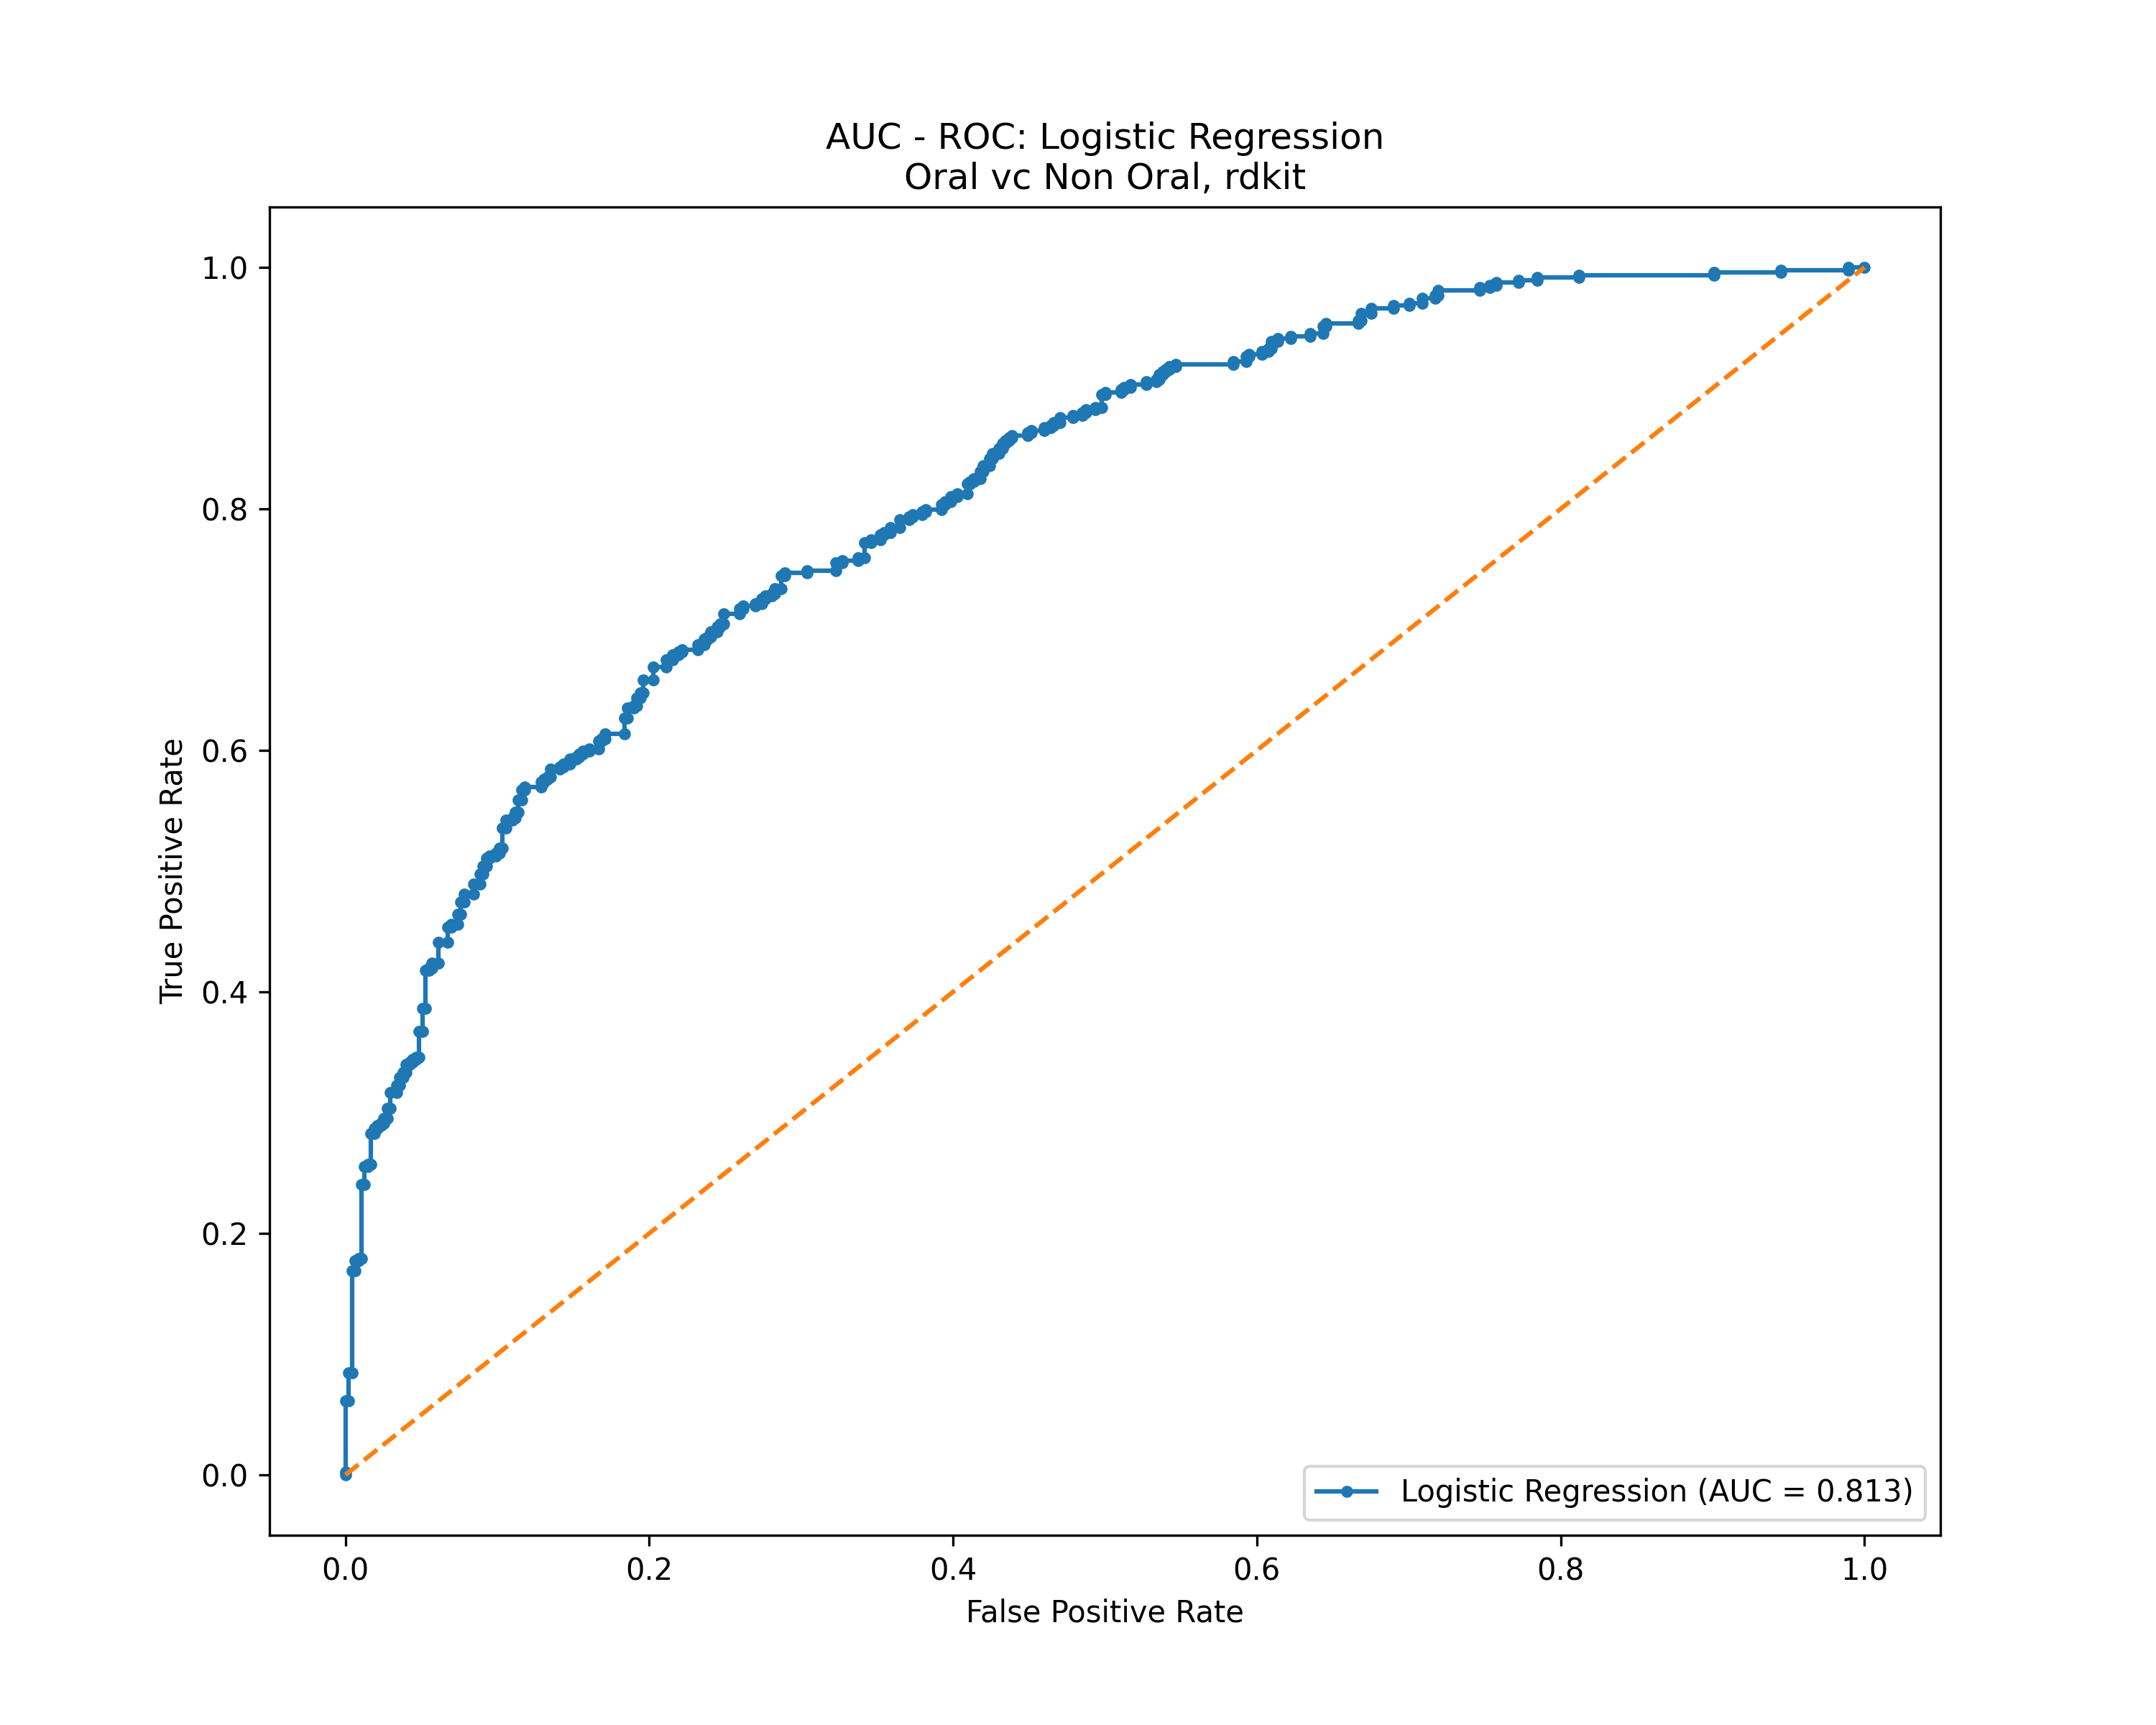 AUC - ROC: Logistic Regression
Oral vc Non Oral, rdkit
True Positive Rate
1.0
0.8
0.6
0.4
0.2
0.0
Logistic Regression (AUC = 0.813)
0.0 0.2 0.4 0.6 0.8 1.0
False Positive Rate